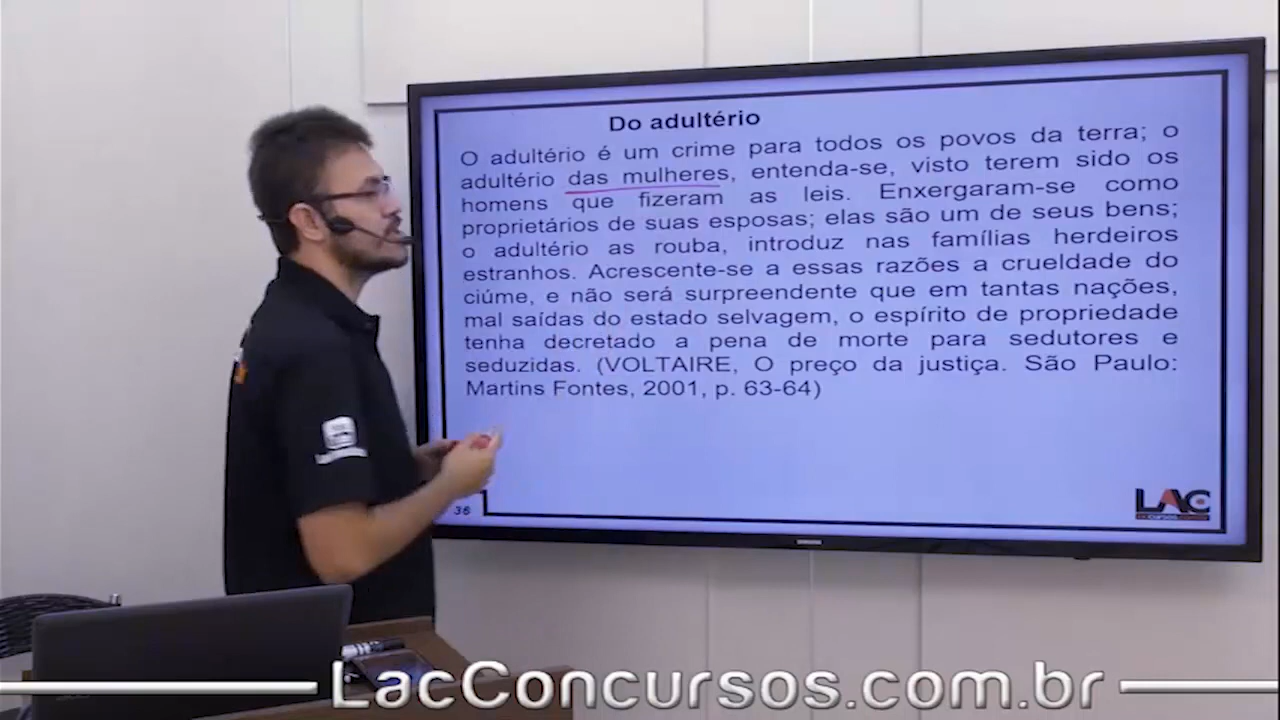 Do adultério
O adultério é um crime para todos os povos da terra; o
adultério das mulheres, entenda-se, visto terem sido os
homens que fizeram as leis. Enxergaram-se como
proprietários de suas esposas; elas são um de seus bens;
o adultério as rouba, introduz nas famílias herdeiros
estranhos. Acrescente-se a essas razões a crueldade do
ciúme, e não será surpreendente que em tantas nações,
mal saídas do estado selvagem, o espírito de propriedade
tenha decretado a pena de morte para sedutores e
seduzidas. (VOLTAIRE, O preço da justiça. São Paulo:
Martins Fontes, 2001, p. 63-64)
36
LAC
SAMSUNG
LacConcursos.com.br